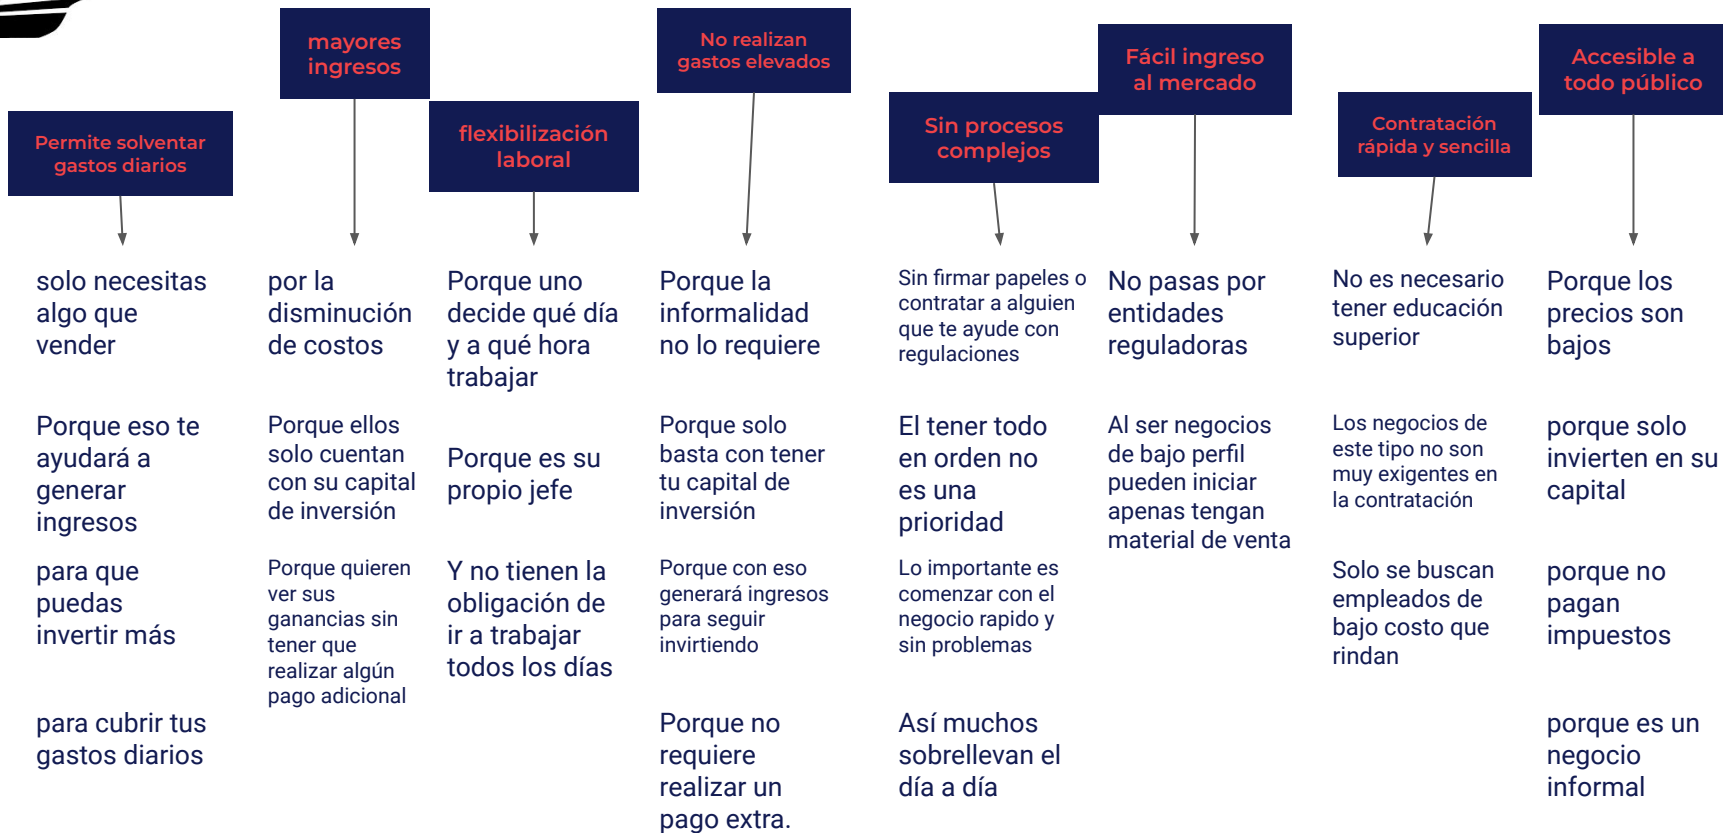 Permite solventar
gastos diarios
solo necesitas
algo que
vender
Porque eso te
ayudará a
generar
ingresos
para que
puedas
invertir más
para cubrir tus
gastos diarios
mayores
ingresos
por la
disminución
de costos
Porque ellos
solo cuentan
con su capital
de inversión
Porque quieren
ver sus
ganancias sin
tener que
realizar algún
pago adicional
flexibilización
laboral
Porque uno
decide qué día
y a qué hora
trabajar
Porque es su
propio jefe
Y no tienen la
obligación de
ir a trabajar
todos los días
No realizan
gastos elevados
Porque la
informalidad
no lo requiere
Porque solo
basta con tener
tu capital de
inversión
Porque con eso
generará ingresos
para seguir
invirtiendo
Porque no
requiere
realizar un
pago extra.
Sin procesos
complejos
Sin firmar papeles o
contratar a alguien
que te ayude con
regulaciones
El tener todo
en orden no
es una
prioridad
Lo importante es
comenzar con el
negocio rapido y
sin problemas
Así muchos
sobrellevan el
día a día
Fácil ingreso
al mercado
No pasas por
entidades
reguladoras
Al ser negocios
de bajo perfil
pueden iniciar
apenas tengan
material de venta
Contratación
rápida y sencilla
No es necesario
tener educación
superior
Los negocios de
este tipo no son
muy exigentes en
la contratación
Solo se buscan
empleados de
bajo costo que
rindan
Accesible a
todo público
Porque los
precios son
bajos
porque solo
invierten en su
capital
porque no
pagan
impuestos
porque es un
negocio
informal